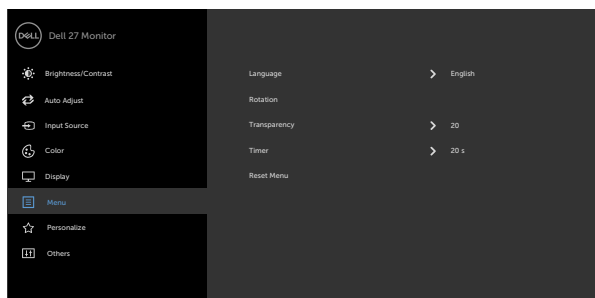 DELL Dell 27 Monitor
Brightness/Contrast
Auto Adjust
Input Source
Color
Display
Menu
Personalize
Others
Language English
Rotation
Transparency 20
Timer 20 s
Reset Menu